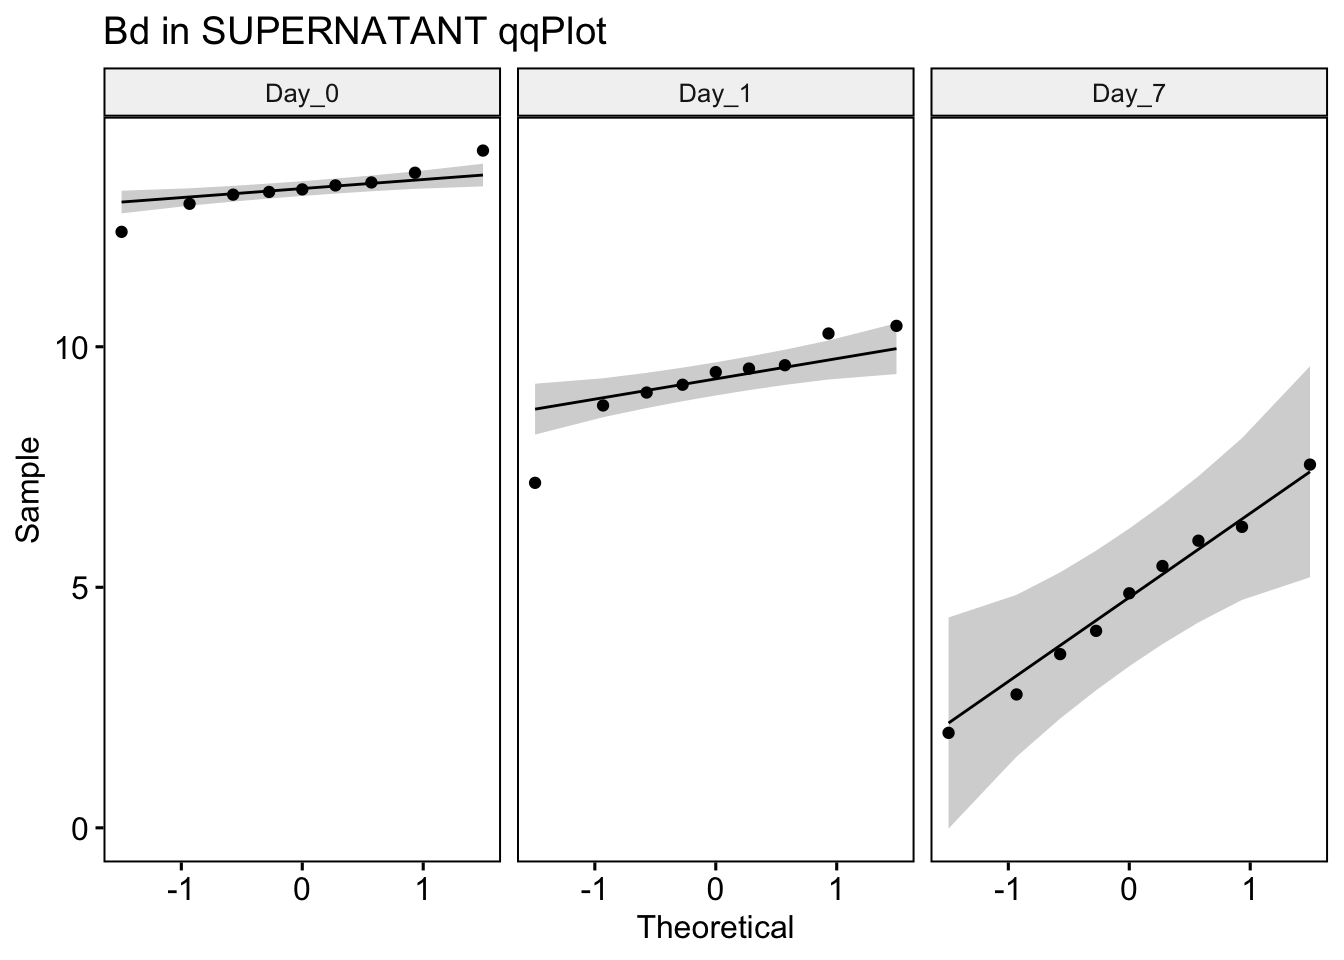 Bd in SUPERNATANT qqPlot
Day_0 Day_1 Day_7
10
5
0
Sample
-1 0 1 -1 0 1 -1 0 1
Theoretical